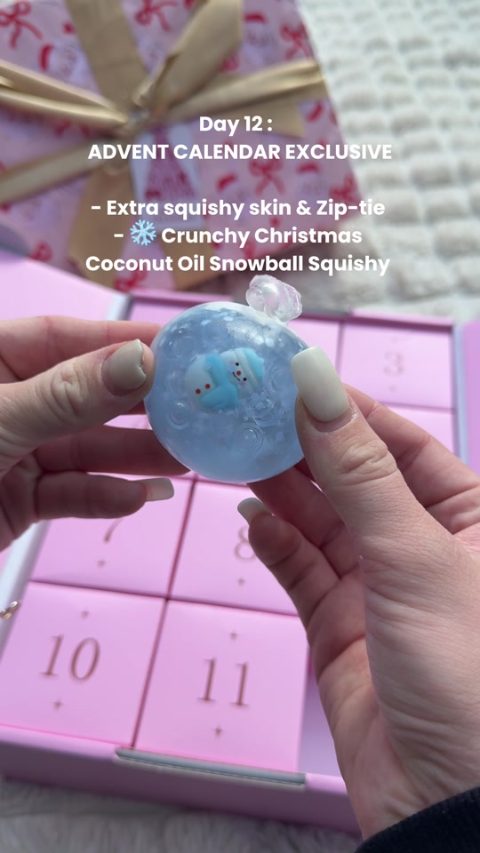 Day 12 :
ADVENT CALENDAR EXCLUSIVE
- Extra squishy skin & Zip-tie
- ❄️ Crunchy Christmas
Coconut Oil Snowball Squishy
3
7
8
10
11